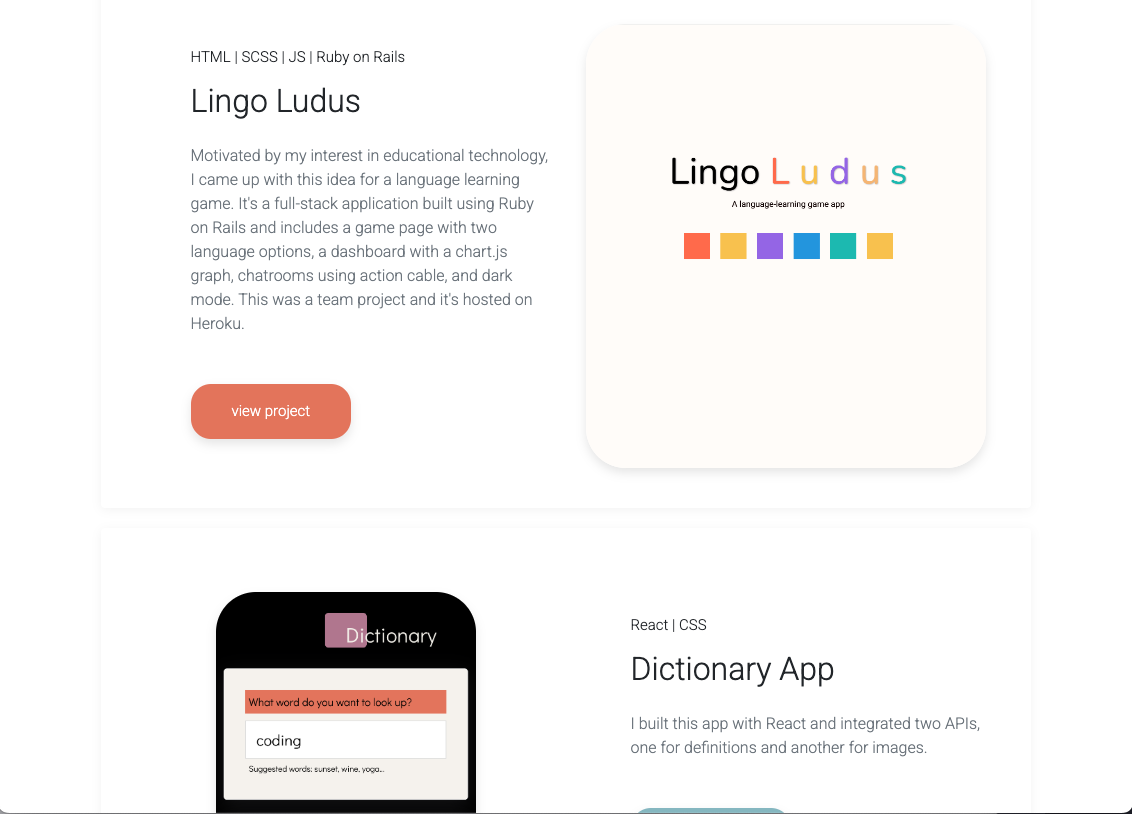 HTML | SCSS | JS | Ruby on Rails
Lingo Ludus
Motivated by my interest in educational technology,
I came up with this idea for a language learning
game. It's a full-stack application built using Ruby
on Rails and includes a game page with two
language options, a dashboard with a chart.js
graph, chatrooms using action cable, and dark
mode. This was a team project and it's hosted on
Heroku.
view project
Lingo L u d u s
A language-learning game app
Dictionary
What word do you want to look up?
coding
Suggested words: sunset, wine, yoga...
React | CSS
Dictionary App
I built this app with React and integrated two APIs,
one for definitions and another for images.